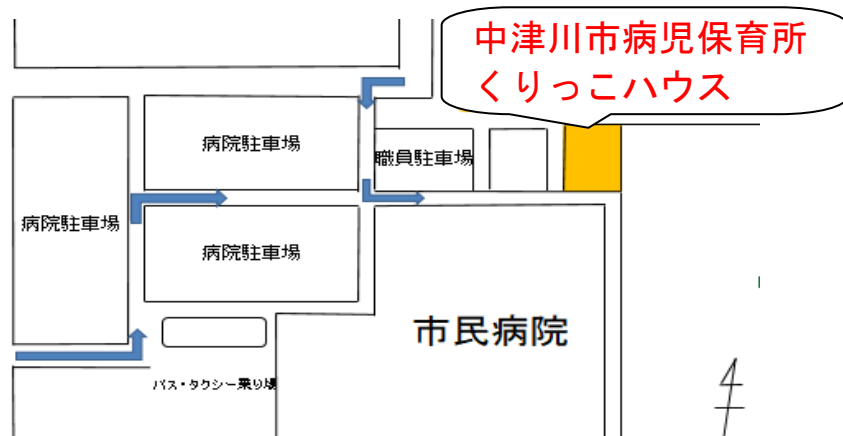 中津川市病児保育所
くりっこハウス
病院駐車場
職員駐車場
病院駐車場
病院駐車場
市民病院
バス・タクシー乗り場